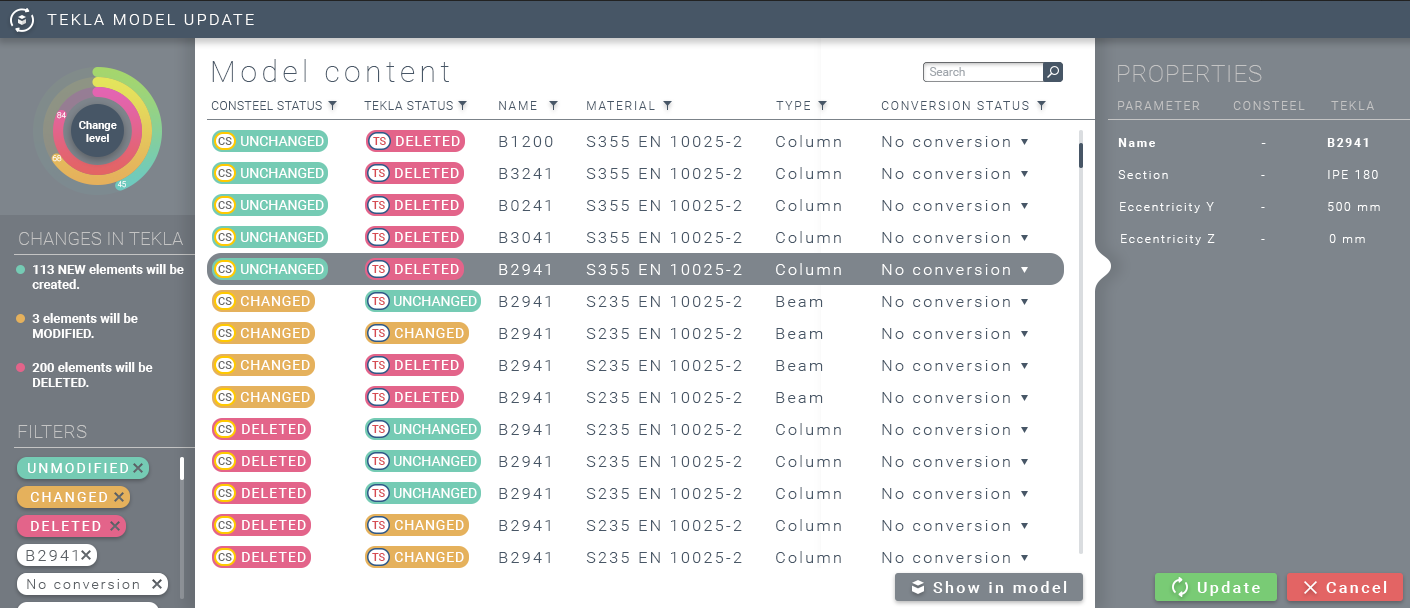 TEKLA MODEL UPDATE
84
68
45
Change
level
CHANGES IN TEKLA
113 NEW elements will be
created.
3 elements will be
MODIFIED.
200 elements will be
DELETED.
FILTERS
UNMODIFIED
CHANGED
DELETED
B2941
No conversion
Model content
Search
CONSTEEL STATUS TEKLA STATUS NAME MATERIAL TYPE CONVERSION STATUS
CS UNCHANGED TS DELETED B1200 S355 EN 10025-2 Column No conversion
CS UNCHANGED TS DELETED B3241 S355 EN 10025-2 Column No conversion
CS UNCHANGED TS DELETED B0241 S355 EN 10025-2 Column No conversion
CS UNCHANGED TS DELETED B3041 S355 EN 10025-2 Column No conversion
CS UNCHANGED TS DELETED B2941 S355 EN 10025-2 Column No conversion
CS CHANGED TS UNCHANGED B2941 S235 EN 10025-2 Beam No conversion
CS CHANGED TS CHANGED B2941 S235 EN 10025-2 Beam No conversion
CS CHANGED TS DELETED B2941 S235 EN 10025-2 Beam No conversion
CS CHANGED TS DELETED B2941 S235 EN 10025-2 Beam No conversion
CS DELETED TS UNCHANGED B2941 S235 EN 10025-2 Column No conversion
CS DELETED TS UNCHANGED B2941 S235 EN 10025-2 Column No conversion
CS DELETED TS UNCHANGED B2941 S235 EN 10025-2 Column No conversion
CS DELETED TS CHANGED B2941 S235 EN 10025-2 Column No conversion
CS DELETED TS CHANGED B2941 S235 EN 10025-2 Column No conversion
Show in model
PROPERTIES
PARAMETER CONSTEEL TEKLA
Name - B2941
Section - IPE 180
Eccentricity Y - 500 mm
Eccentricity Z - 0 mm
Update
Cancel